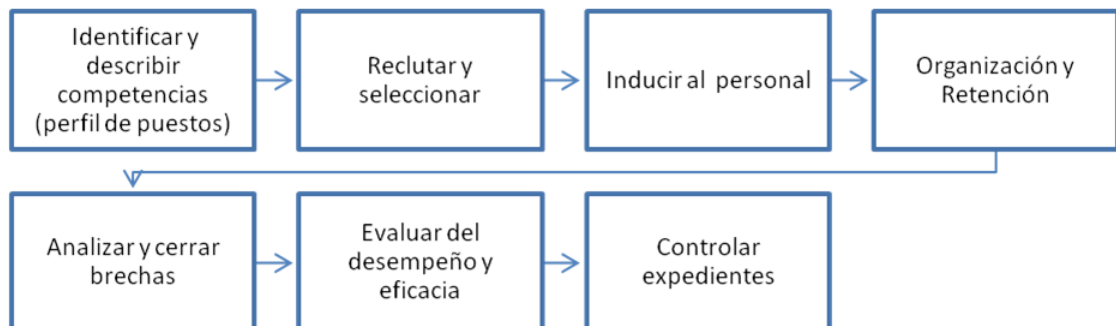 Identificar y
describir
competencias
(perfil de puestos)
Reclutar y
seleccionar
Inducir al personal
Organización y
Retención
Analizar y cerrar
brechas
Evaluar del
desempeño y
eficacia
Controlar
expedientes